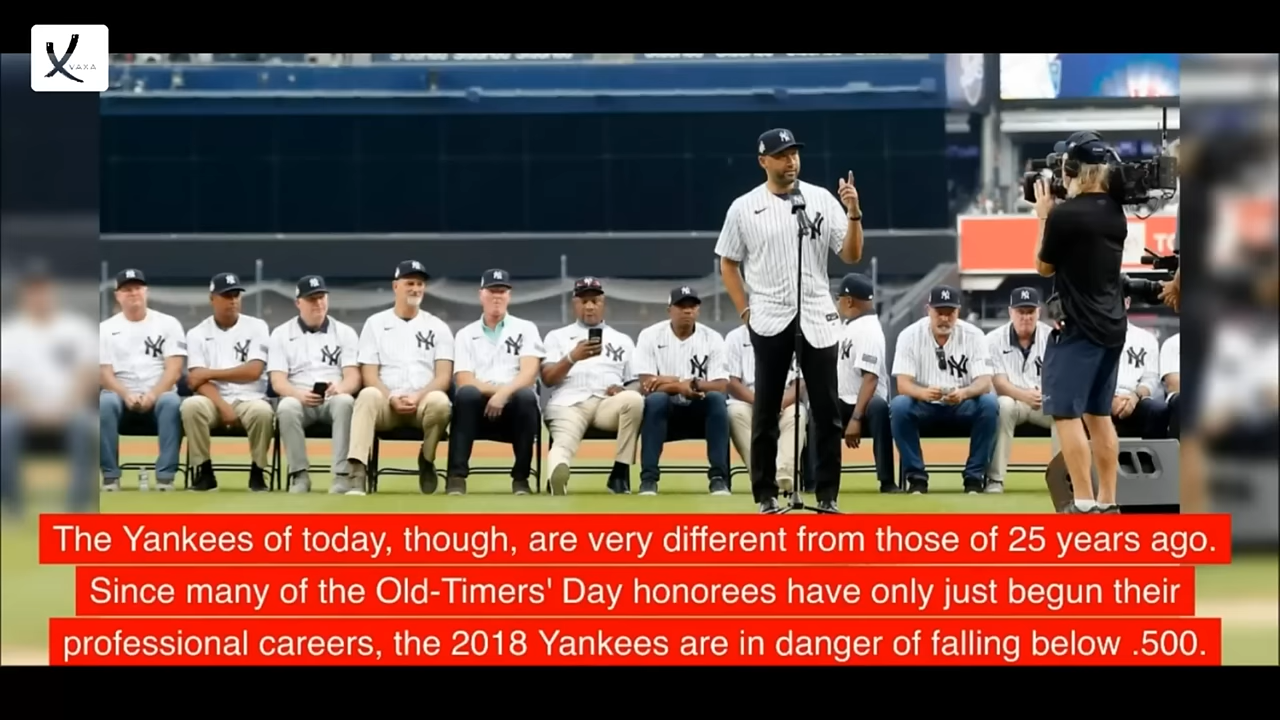 X
VAXA
TO
The Yankees of today, though, are very different from those of 25 years ago.
Since many of the Old-Timers' Day honorees have only just begun their
professional careers, the 2018 Yankees are in danger of falling below .500.